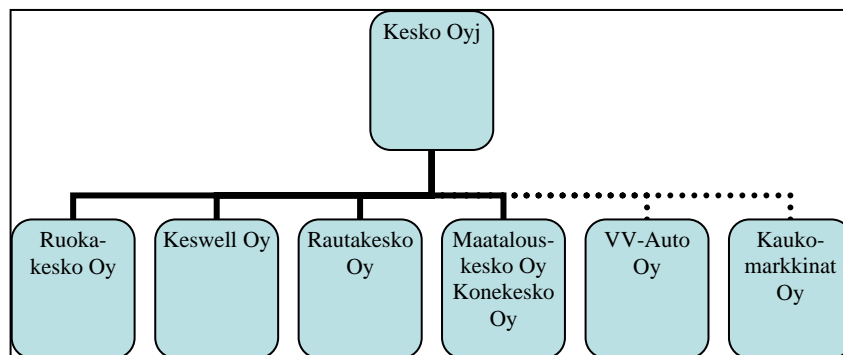 Kesko Oyj
Ruoka-
kesko Oy
Keswell Oy
Rautakesko
Oy
Maatalous-
kesko Oy
Konekesko
Oy
VV-Auto
Oy
Kauko-
markkinat
Oy